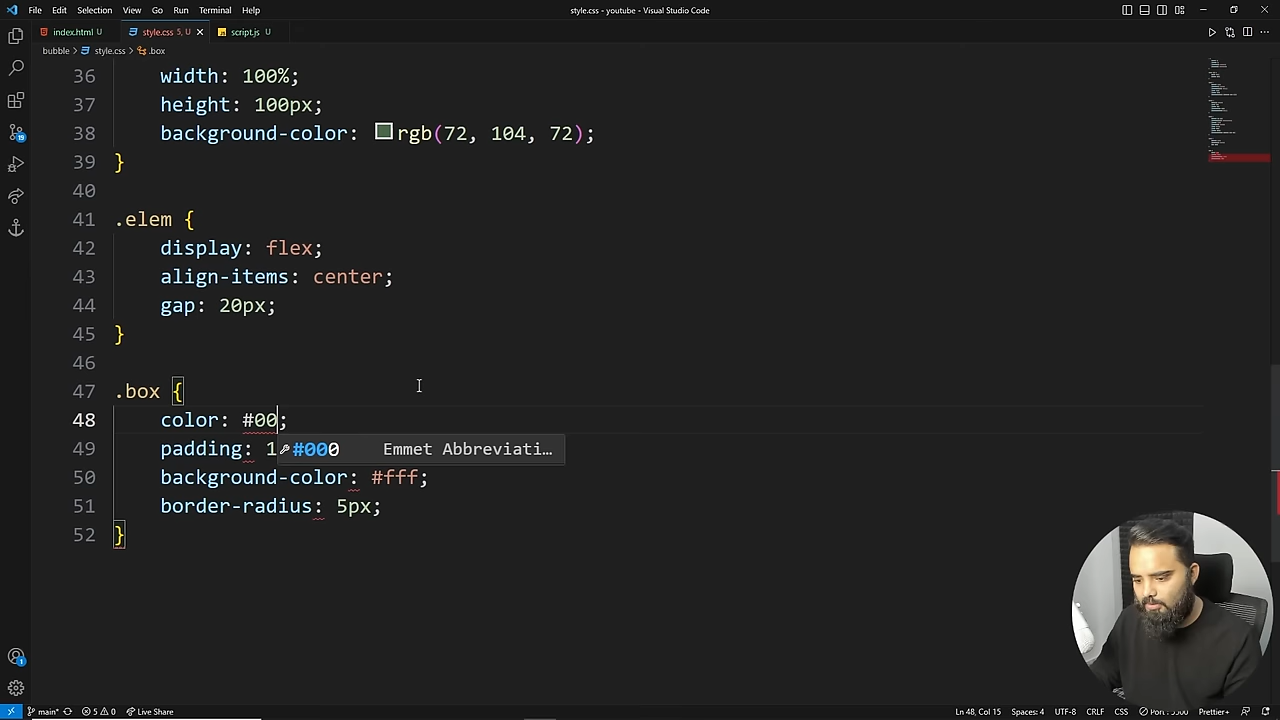 File Edit Selection View Run Terminal Help
style.css - youtube - Visual Studio Code
index.html U
style.css 5, U
script.js U
bubble > style.css > .box
36 width: 100%;
37 height: 100px;
38 background-color: rgb(72, 104, 72);
39 }
40
41 .elem {
42 display: flex;
43 align-items: center;
44 gap: 20px;
45 }
46
47 .box {
48 color: #00;
49 padding: 1
#000 Emmet Abbreviati...
50 background-color: #fff;
51 border-radius: 5px;
52 }
main* 5 0 Live Share
Ln 48, Col 15 Spaces: 4 UTF-8 CRLF CSS Port : 5500 Prettier+